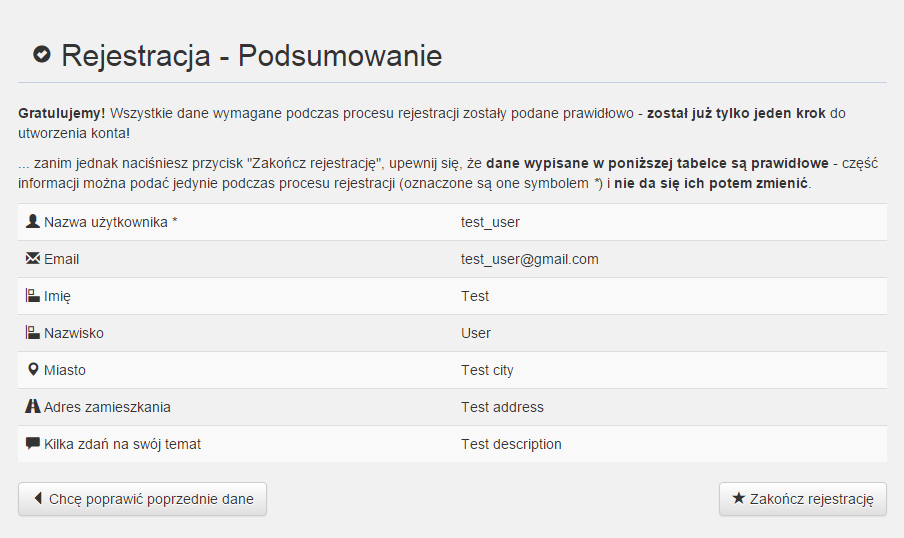 Rejestracja - Podsumowanie
Gratulujemy! Wszystkie dane wymagane podczas procesu rejestracji zostały podane prawidłowo - został już tylko jeden krok do
utworzenia konta!
... zanim jednak naciśniesz przycisk "Zakończ rejestrację", upewnij się, że dane wypisane w poniższej tabelce są prawidłowe - część
informacji można podać jedynie podczas procesu rejestracji (oznaczone są one symbolem *) i nie da się ich potem zmienić.
Nazwa użytkownika * test_user
Email test_user@gmail.com
Imię Test
Nazwisko User
Miasto Test city
Adres zamieszkania Test address
Kilka zdań na swój temat Test description
Chcę poprawić poprzednie dane Zakończ rejestrację